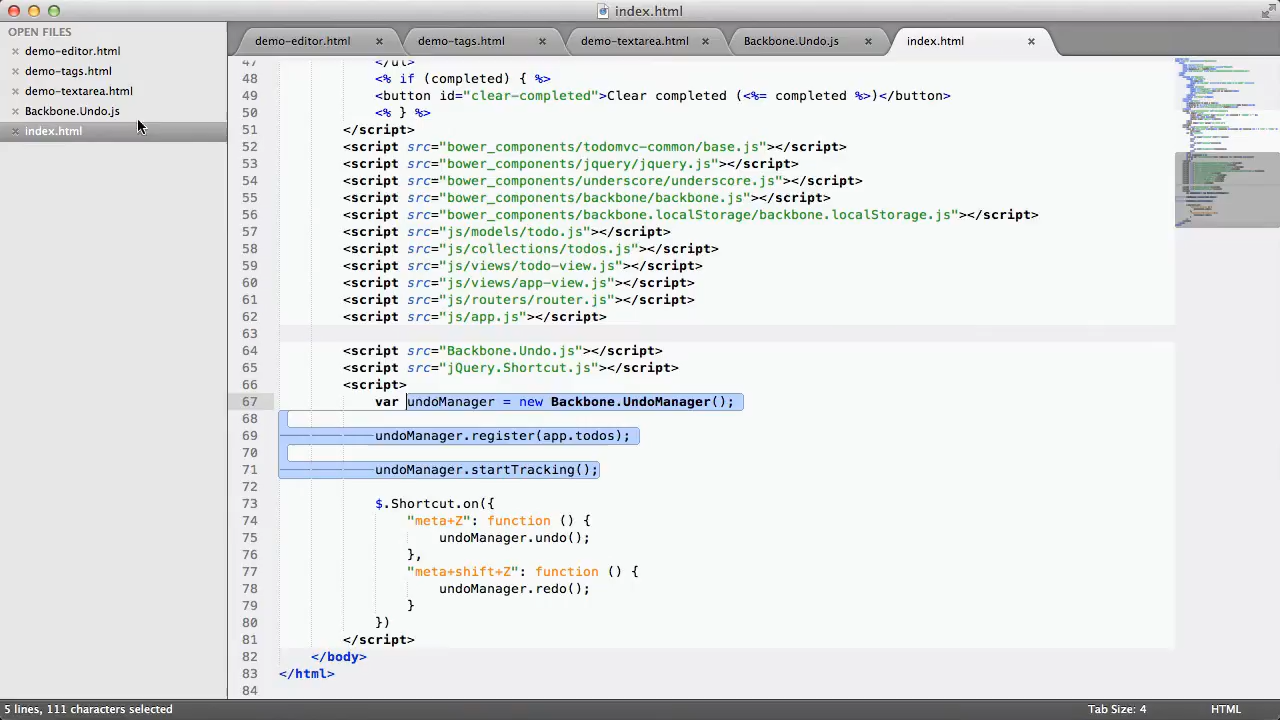 index.html
OPEN FILES
demo-editor.html
demo-tags.html
demo-textarea.html
Backbone.Undo.js
index.html
demo-editor.html
demo-tags.html
demo-textarea.html
Backbone.Undo.js
index.html
47 </ul>
48 <% if (completed) { %>
49 <button id="clear-completed">Clear completed (<%= completed %>)</button>
50 <% } %>
51 </script>
52 <script src="bower_components/todomvc-common/base.js"></script>
53 <script src="bower_components/jquery/jquery.js"></script>
54 <script src="bower_components/underscore/underscore.js"></script>
55 <script src="bower_components/backbone/backbone.js"></script>
56 <script src="bower_components/backbone.localStorage/backbone.localStorage.js"></script>
57 <script src="js/models/todo.js"></script>
58 <script src="js/collections/todos.js"></script>
59 <script src="js/views/todo-view.js"></script>
60 <script src="js/views/app-view.js"></script>
61 <script src="js/routers/router.js"></script>
62 <script src="js/app.js"></script>
63
64 <script src="Backbone.Undo.js"></script>
65 <script src="jQuery.Shortcut.js"></script>
66 <script>
67 var undoManager = new Backbone.UndoManager();
68
69 undoManager.register(app.todos);
70
71 undoManager.startTracking();
72
73 $.Shortcut.on({
74 "meta+Z": function () {
75 undoManager.undo();
76 },
77 "meta+shift+Z": function () {
78 undoManager.redo();
79 }
80 })
81 </script>
82 </body>
83 </html>
84
5 lines, 111 characters selected
Tab Size: 4
HTML